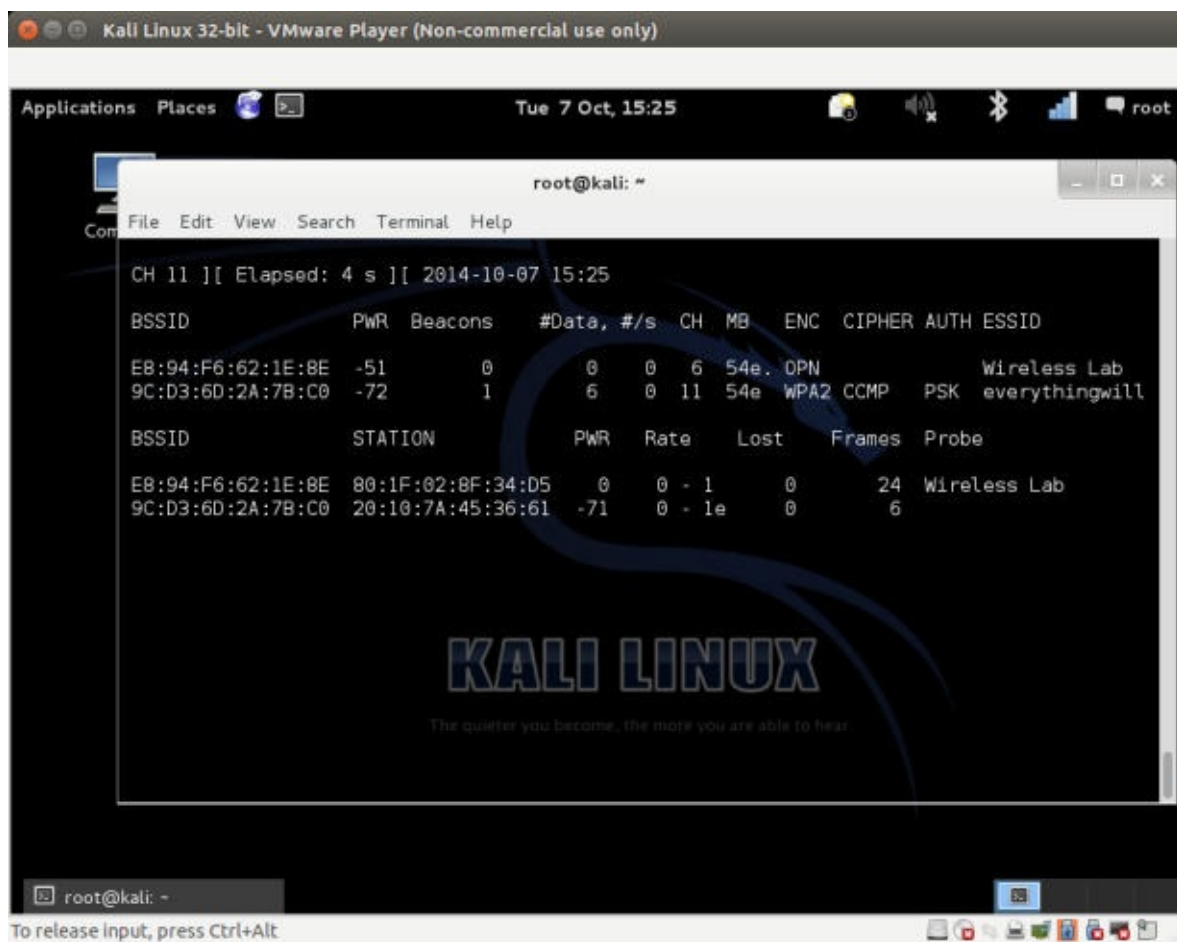 Kali Linux 32-bit - VMware Player (Non-commercial use only)
Applications Places Tue 7 Oct, 15:25 root
root@kali: ~
Com
File Edit View Search Terminal Help
CH 11 ][ Elapsed: 4 s ][ 2014-10-07 15:25
BSSID PWR Beacons #Data, #/s CH MB ENC CIPHER AUTH ESSID
E8:94:F6:62:1E:8E -51 0 0 0 6 54e. OPN Wireless Lab
9C:D3:6D:2A:7B:C0 -72 1 6 0 11 54e WPA2 CCMP PSK everythingwill
BSSID STATION PWR Rate Lost Frames Probe
E8:94:F6:62:1E:8E 80:1F:02:8F:34:D5 0 0 - 1 0 24 Wireless Lab
9C:D3:6D:2A:7B:C0 20:10:7A:45:36:61 -71 0 - 1e 0 6
KALI LINUX
The quieter you become, the more you are able to hear.
root@kali: ~
To release input, press Ctrl+Alt